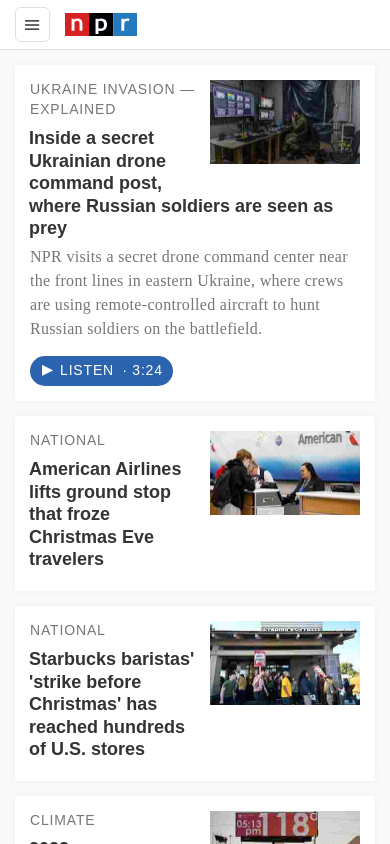 npr
UKRAINE INVASION —
EXPLAINED
Inside a secret
Ukrainian drone
command post,
where Russian soldiers are seen as
prey
NPR visits a secret drone command center near
the front lines in eastern Ukraine, where crews
are using remote-controlled aircraft to hunt
Russian soldiers on the battlefield.
LISTEN · 3:24
NATIONAL
American Airlines
lifts ground stop
that froze
Christmas Eve
travelers
American
NATIONAL
Starbucks baristas'
'strike before
Christmas' has
reached hundreds
of U.S. stores
CLIMATE
05:13
pm
118°